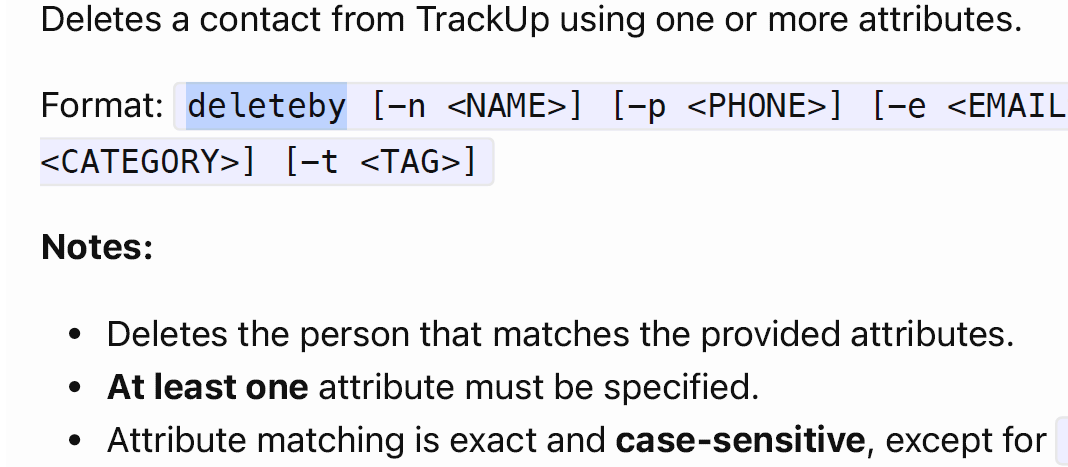 Deletes a contact from TrackUp using one or more attributes.
Format: deleteby [-n <NAME>] [-p <PHONE>] [-e <EMAIL
<CATEGORY>] [-t <TAG>]
Notes:
• Deletes the person that matches the provided attributes.
• At least one attribute must be specified.
• Attribute matching is exact and case-sensitive, except for